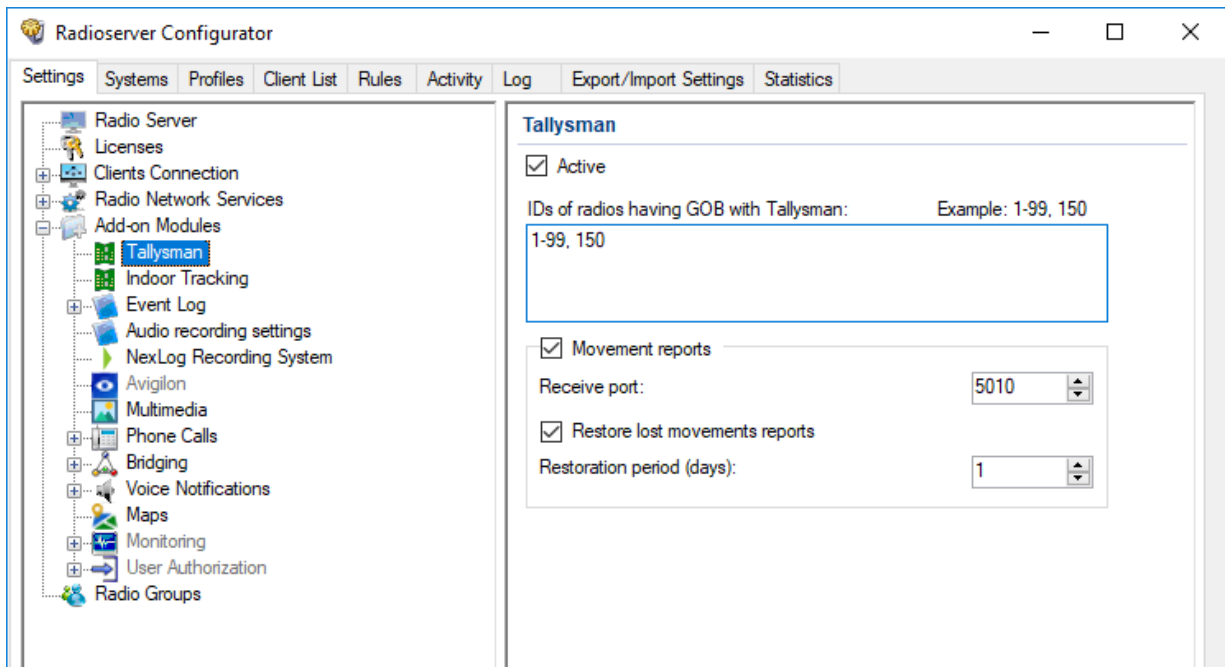 Radioserver Configurator
Settings Systems Profiles Client List Rules Activity Log Export/Import Settings Statistics
Radio Server
Licenses
Clients Connection
Radio Network Services
Add-on Modules
Tallysman
Indoor Tracking
Event Log
Audio recording settings
NexLog Recording System
Avigilon
Multimedia
Phone Calls
Bridging
Voice Notifications
Maps
Monitoring
User Authorization
Radio Groups
Tallysman
Active
IDs of radios having GOB with Tallysman: Example: 1-99, 150
1-99, 150
Movement reports
Receive port: 5010
Restore lost movements reports
Restoration period (days): 1